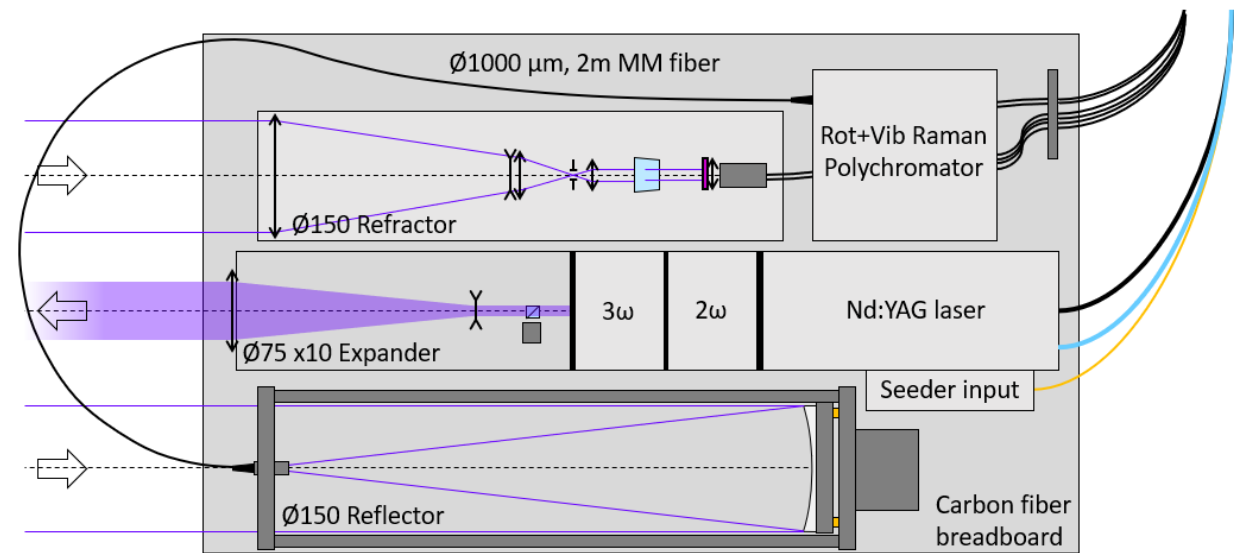 Ø1000 µm, 2m MM fiber
Rot+Vib Raman
Polychromator
Ø150 Refractor
3ω
2ω
Nd:YAG laser
Ø75 x10 Expander
Seeder input
Ø150 Reflector
Carbon fiber
breadboard